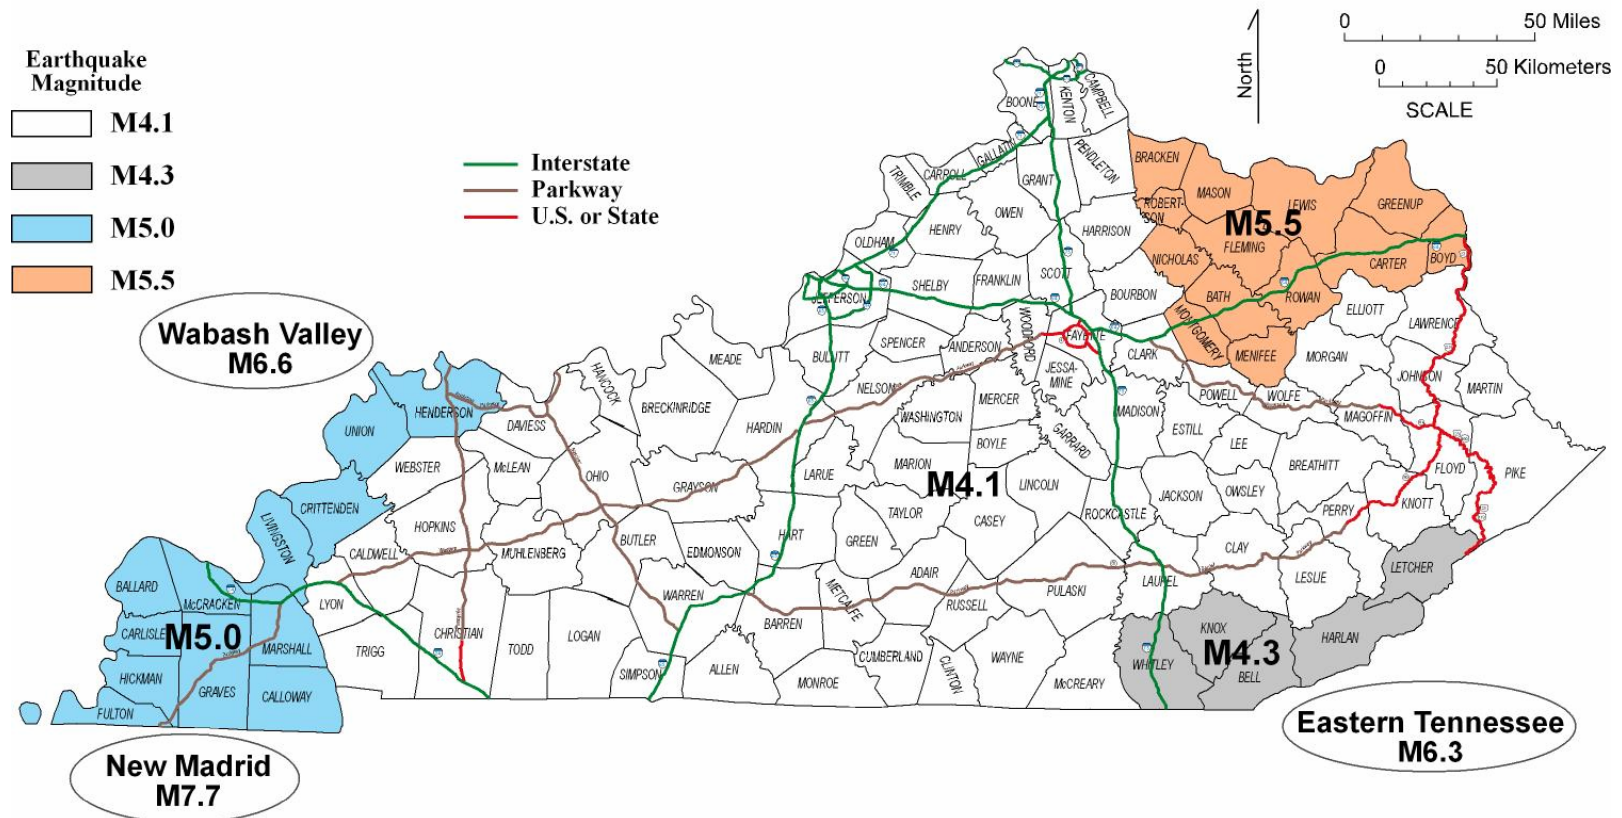 Earthquake
Magnitude
M4.1
M4.3
M5.0
M5.5
Interstate
Parkway
U.S. or State
North
0 50 Miles
0 50 Kilometers
SCALE
Wabash Valley
M6.6
New Madrid
M7.7
Eastern Tennessee
M6.3
M5.5
M4.1
M5.0
M4.3
BOONE
KENTON
CAMPBELL
GALLATIN
CARROLL
TRIMBLE
GRANT
PENDLETON
BRACKEN
MASON
ROBERT-
SON
LEWIS
GREENUP
FLEMING
NICHOLAS
CARTER
BOYD
BATH
ROWAN
MONTGOMERY
MENIFEE
OWEN
HENRY
OLDHAM
HARRISON
SCOTT
FRANKLIN
SHELBY
JEFFERSON
BOURBON
ELLIOTT
LAWRENCE
WOODFORD
FAYETTE
CLARK
MORGAN
JOHNSON
MARTIN
SPENCER
ANDERSON
BULLITT
MEADE
HANCOCK
BRECKINRIDGE
NELSON
JESSA-
MINE
MERCER
WASHINGTON
MADISON
POWELL
WOLFE
MAGOFFIN
HARDIN
BOYLE
GARRARD
ESTILL
LEE
BREATHITT
FLOYD
PIKE
HENDERSON
UNION
DAVIESS
WEBSTER
McLEAN
OHIO
GRAYSON
LARUE
MARION
LINCOLN
JACKSON
OWSLEY
PERRY
KNOTT
CRITTENDEN
LIVINGSTON
HOPKINS
CALDWELL
MUHLENBERG
BUTLER
EDMONSON
HART
GREEN
TAYLOR
CASEY
ROCKCASTLE
CLAY
LESLIE
LETCHER
BALLARD
McCRACKEN
LYON
WARREN
BARREN
METCALFE
ADAIR
RUSSELL
PULASKI
LAUREL
KNOX
HARLAN
CARLISLE
MARSHALL
CHRISTIAN
TRIGG
TODD
LOGAN
SIMPSON
ALLEN
MONROE
CUMBERLAND
CLINTON
WAYNE
McCREARY
WHITLEY
BELL
HICKMAN
GRAVES
CALLOWAY
FULTON